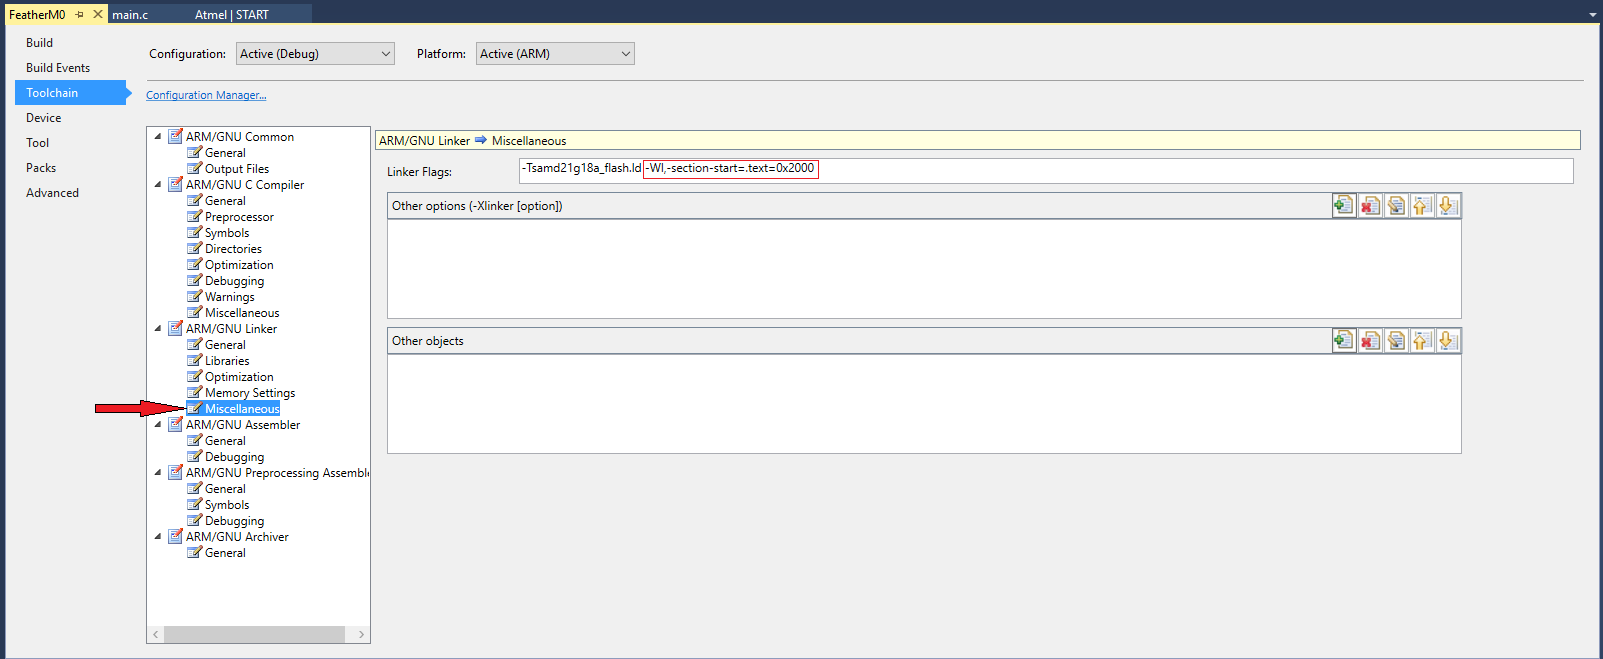 FeatherM0 main.c Atmel | START
Build
Build Events
Toolchain
Device
Tool
Packs
Advanced
Configuration: Active (Debug) Platform: Active (ARM)
Configuration Manager...
ARM/GNU Common
General
Output Files
ARM/GNU C Compiler
General
Preprocessor
Symbols
Directories
Optimization
Debugging
Warnings
Miscellaneous
ARM/GNU Linker
General
Libraries
Optimization
Memory Settings
Miscellaneous
ARM/GNU Assembler
General
Debugging
ARM/GNU Preprocessing Assembl
General
Symbols
Debugging
ARM/GNU Archiver
General
ARM/GNU Linker Miscellaneous
Linker Flags: -Tsamd21g18a_flash.ld -Wl,-section-start=.text=0x2000
Other options (-Xlinker [option])
Other objects